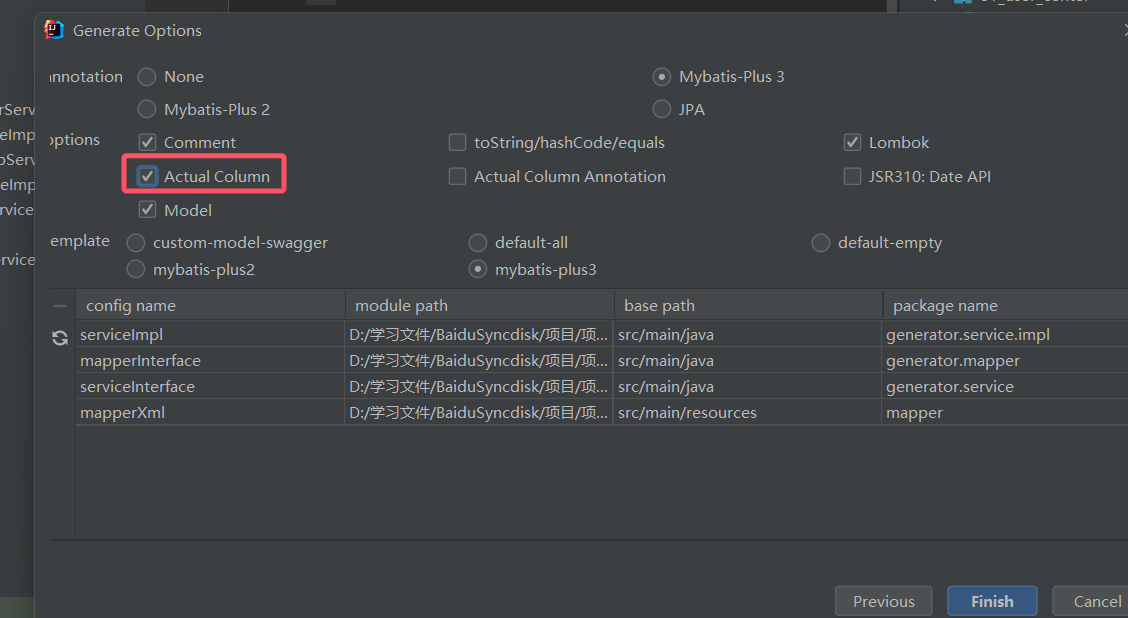 01_user_center
Generate Options
annotation None Mybatis-Plus 3
rServ
Mybatis-Plus 2 JPA
eImp
options Comment toString/hashCode/equals Lombok
oServ
eImp Actual Column Actual Column Annotation JSR310: Date API
rvice Model
emplate custom-model-swagger default-all default-empty
rvice
mybatis-plus2 mybatis-plus3
config name module path base path package name
serviceImpl D:/学习文件/BaiduSyncdisk/项目/项... src/main/java generator.service.impl
mapperInterface D:/学习文件/BaiduSyncdisk/项目/项... src/main/java generator.mapper
serviceInterface D:/学习文件/BaiduSyncdisk/项目/项... src/main/java generator.service
mapperXml D:/学习文件/BaiduSyncdisk/项目/项... src/main/resources mapper
Previous Finish Cancel